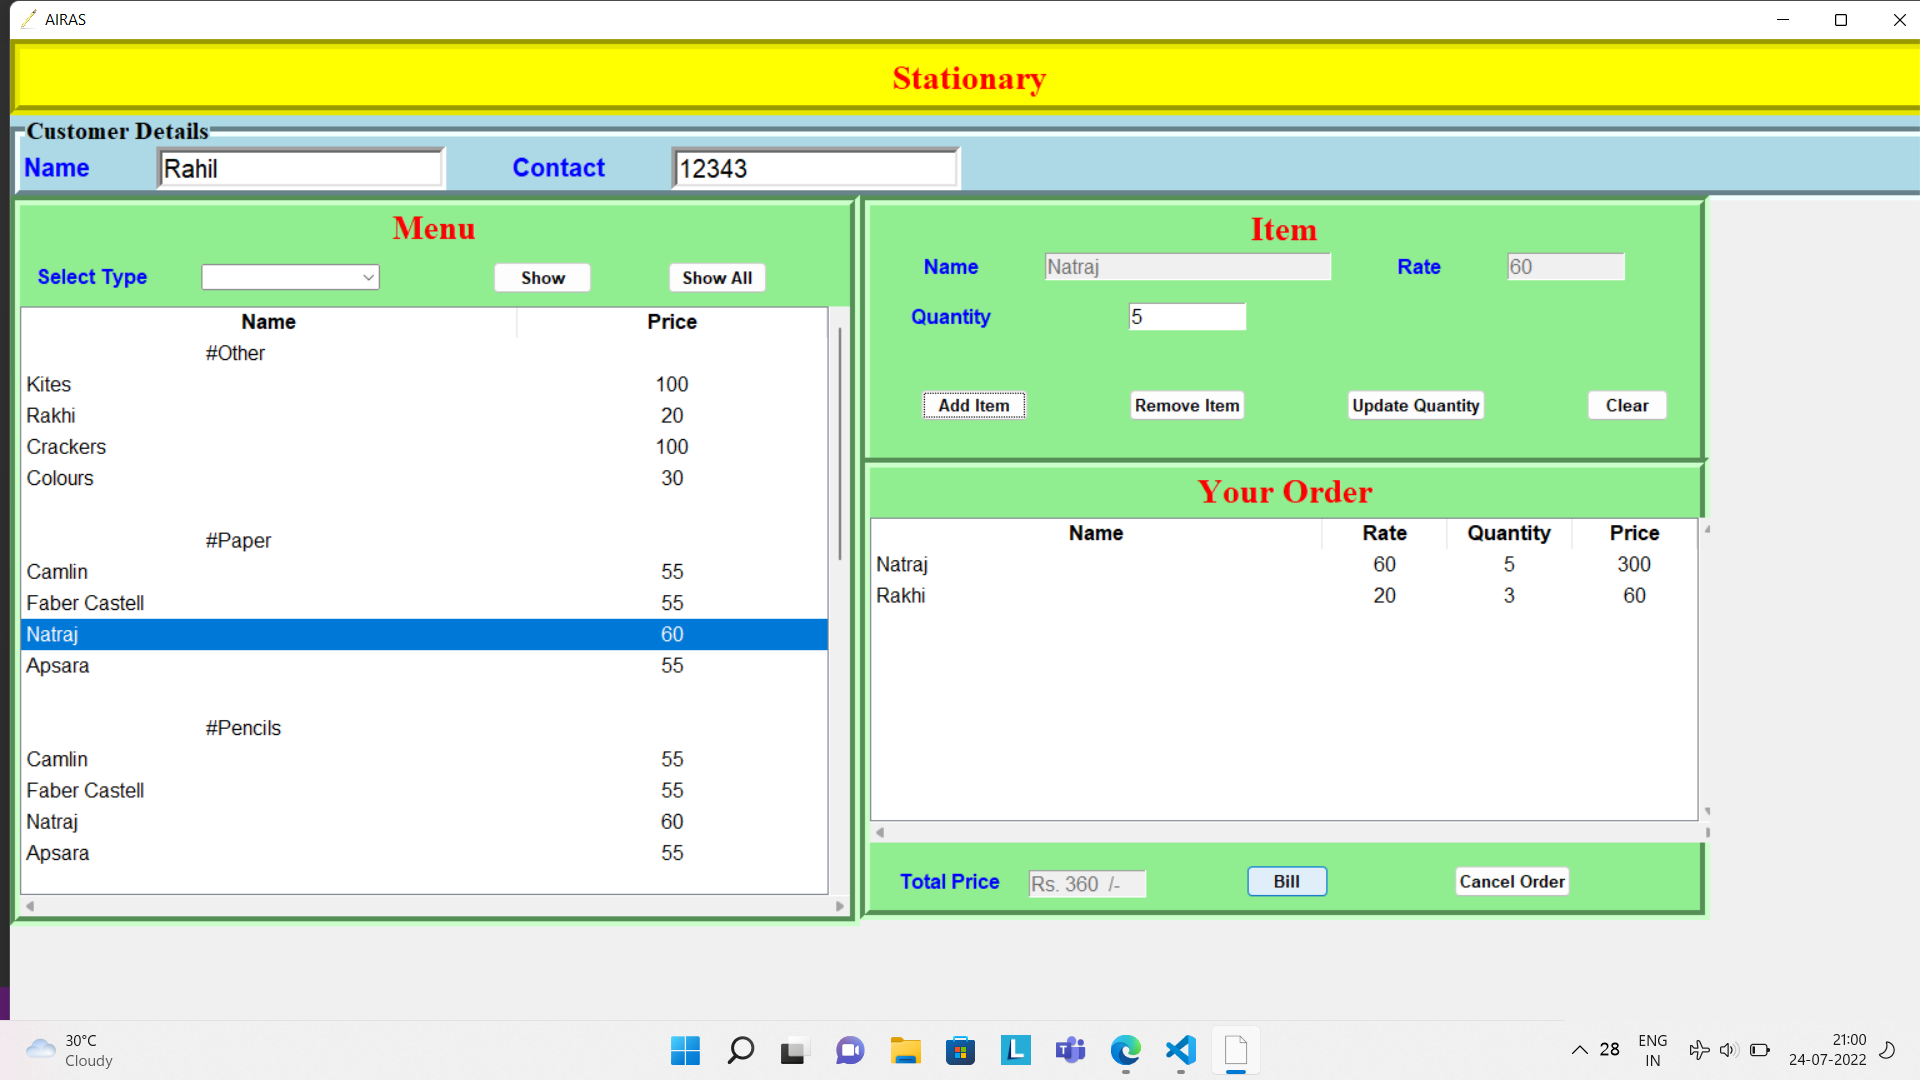 AIRAS
Stationary
Customer Details
Name Rahil Contact 12343
Menu
Select Type Show Show All
Name Price
#Other
Kites 100
Rakhi 20
Crackers 100
Colours 30
#Paper
Camlin 55
Faber Castell 55
Natraj 60
Apsara 55
#Pencils
Camlin 55
Faber Castell 55
Natraj 60
Apsara 55
Item
Name Natraj Rate 60
Quantity 5
Add Item Remove Item Update Quantity Clear
Your Order
Name Rate Quantity Price
Natraj 60 5 300
Rakhi 20 3 60
Total Price Rs. 360 /- Bill Cancel Order
30°C
Cloudy
28
ENG
IN
21:00
24-07-2022